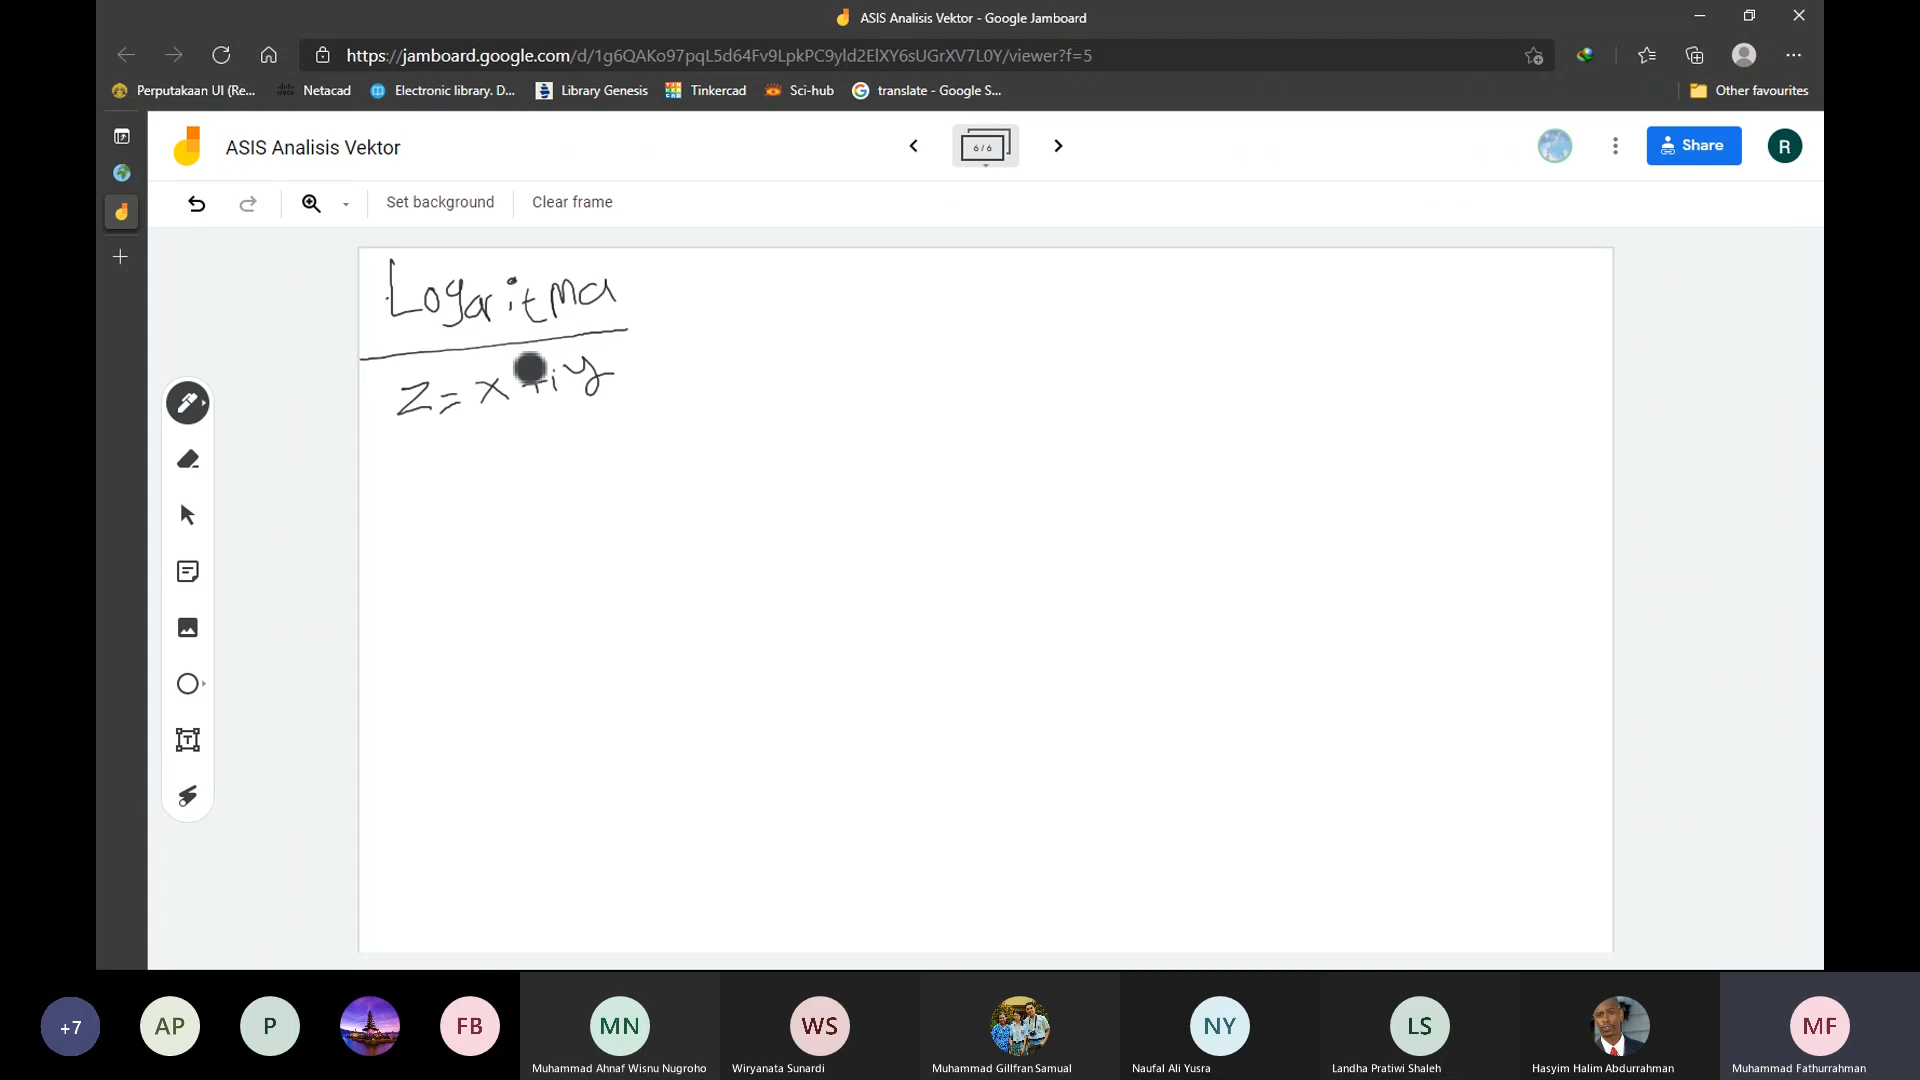 ASIS Analisis Vektor - Google Jamboard
https://jamboard.google.com/d/1g6QAKo97pqL5d64Fv9LpkPC9yld2ElXY6sUGrXV7L0Y/viewer?f=5
Perputakaan UI (Re... Netacad Electronic library. D... Library Genesis Tinkercad Sci-hub translate - Google S... Other favourites
ASIS Analisis Vektor 6 / 6 Share R
Set background Clear frame
Logaritma
z = x + iy
+7 AP P FB MN WS NY LS MF
Muhammad Ahnaf Wisnu Nugroho Wiryanata Sunardi Muhammad Gillfran Samual Naufal Ali Yusra Landha Pratiwi Shaleh Hasyim Halim Abdurrahman Muhammad Fathurrahman